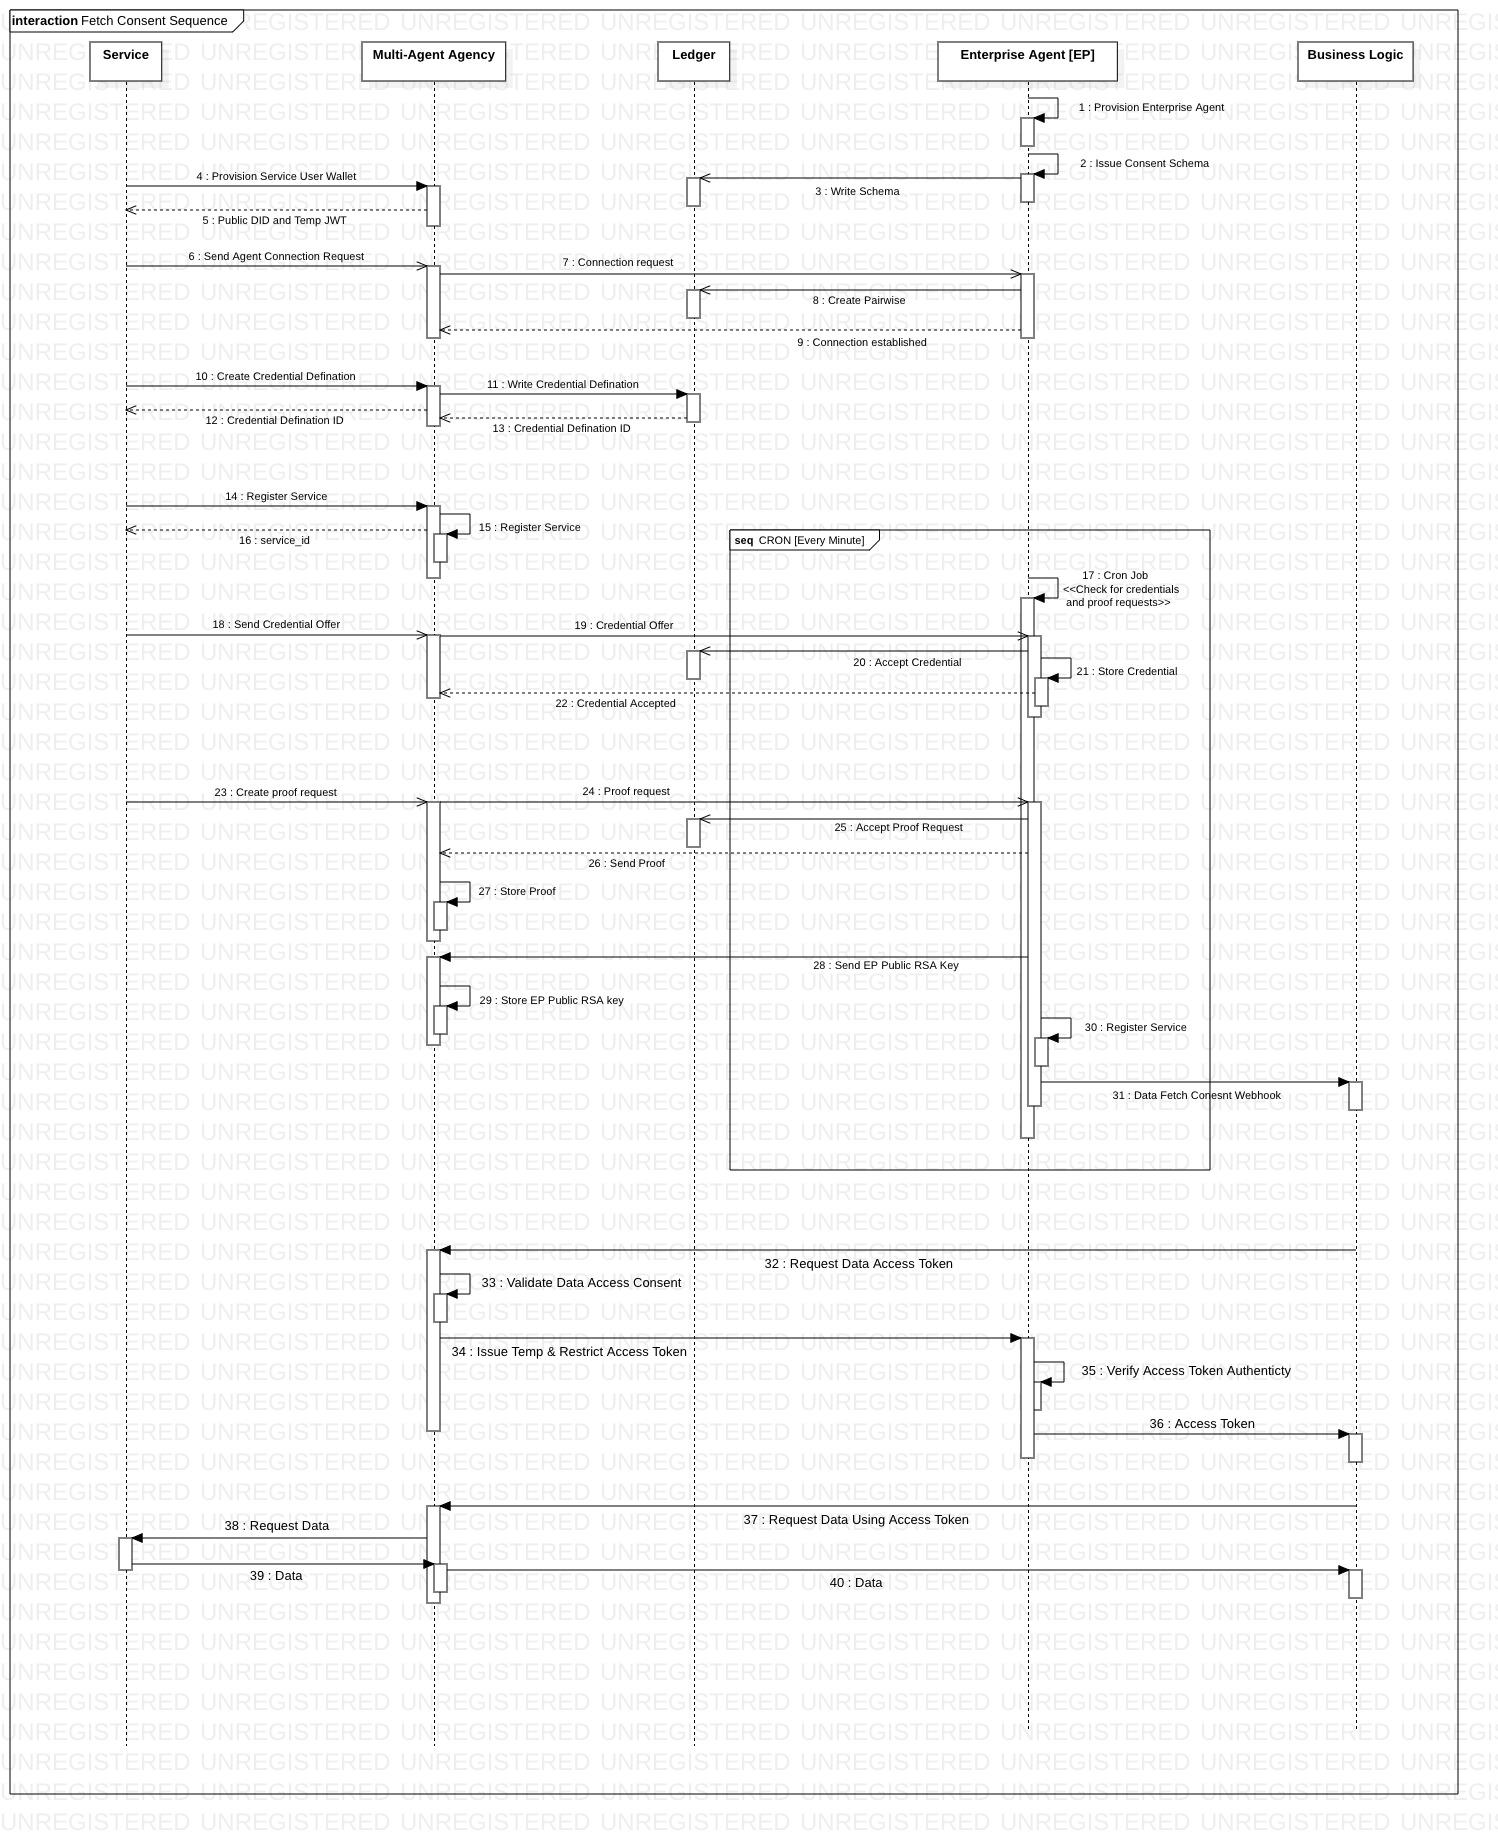 interaction Fetch Consent Sequence
Service
Multi-Agent Agency
Ledger
Enterprise Agent [EP]
Business Logic
1 : Provision Enterprise Agent
2 : Issue Consent Schema
3 : Write Schema
4 : Provision Service User Wallet
5 : Public DID and Temp JWT
6 : Send Agent Connection Request
7 : Connection request
8 : Create Pairwise
9 : Connection established
10 : Create Credential Defination
11 : Write Credential Defination
12 : Credential Defination ID
13 : Credential Defination ID
14 : Register Service
15 : Register Service
16 : service_id
seq CRON [Every Minute]
17 : Cron Job
<<Check for credentials
and proof requests>>
18 : Send Credential Offer
19 : Credential Offer
20 : Accept Credential
21 : Store Credential
22 : Credential Accepted
23 : Create proof request
24 : Proof request
25 : Accept Proof Request
26 : Send Proof
27 : Store Proof
28 : Send EP Public RSA Key
29 : Store EP Public RSA key
30 : Register Service
31 : Data Fetch Conesnt Webhook
32 : Request Data Access Token
33 : Validate Data Access Consent
34 : Issue Temp & Restrict Access Token
35 : Verify Access Token Authenticty
36 : Access Token
37 : Request Data Using Access Token
38 : Request Data
39 : Data
40 : Data
UNREGISTERED